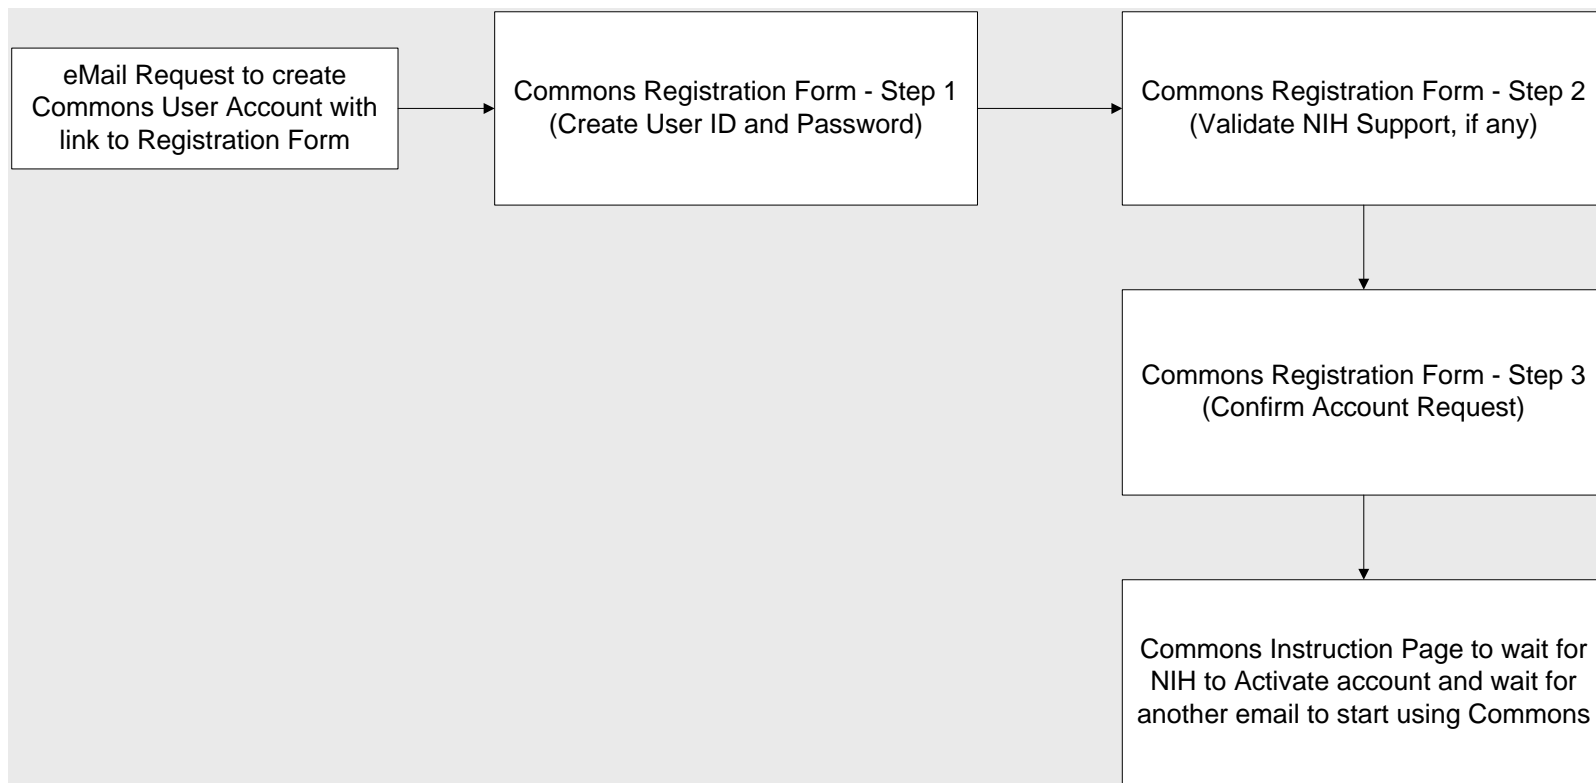 eMail Request to create
Commons User Account with
link to Registration Form
Commons Registration Form - Step 1
(Create User ID and Password)
Commons Registration Form - Step 2
(Validate NIH Support, if any)
Commons Registration Form - Step 3
(Confirm Account Request)
Commons Instruction Page to wait for
NIH to Activate account and wait for
another email to start using Commons